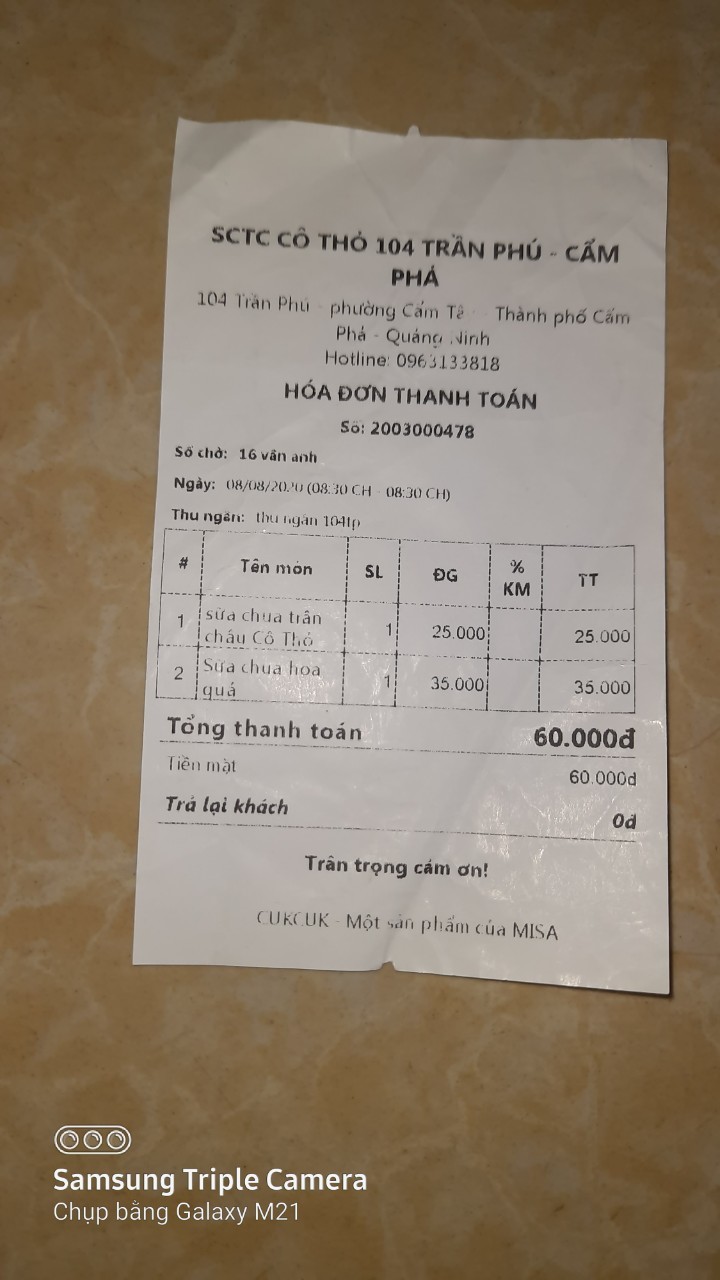 SCTC CÔ THỎ 104 TRẦN PHÚ - CẨM
PHẢ
104 Trần Phú - phường Cẩm - Thành phố Cẩm
Phả - Quảng Ninh
Hotline: 0963133818
HÓA ĐƠN THANH TOÁN
Số: 2003000478
Số chờ: 16 vân anh
Ngày: 08/08/2020 (08:30 CH - 08:30 CH)
Thu ngân: thu ngân 104tp
# Tên món SL ĐG % KM TT
1 sữa chua trân châu Cô Thỏ 1 25.000 25.000
2 Sữa chua hoa quả 1 35.000 35.000
Tổng thanh toán 60.000đ
Tiền mặt 60.000đ
Trả lại khách 0đ
Trân trọng cảm ơn!
CUKCUK - Một sản phẩm của MISA
Samsung Triple Camera
Chụp bằng Galaxy M21